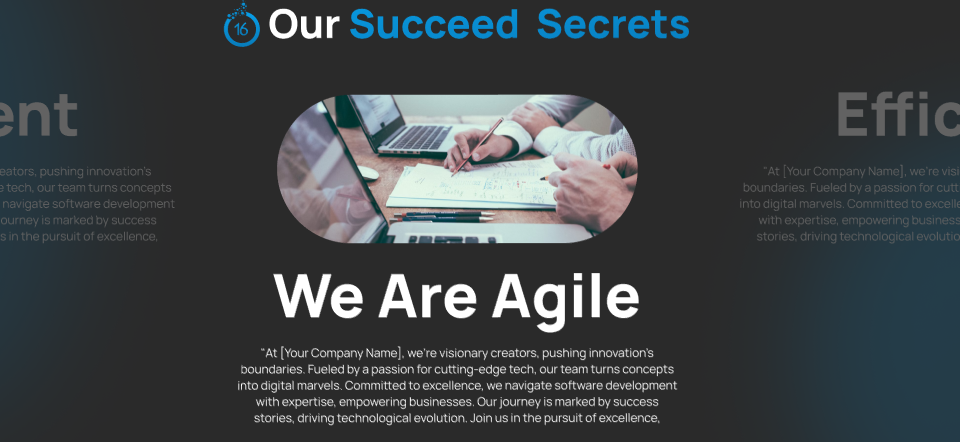 16 Our Succeed Secrets
ent
Effic
eators, pushing innovation's
e tech, our team turns concepts
navigate software development
ourney is marked by success
s in the pursuit of excellence,
"At [Your Company Name], we're visi
boundaries. Fueled by a passion for cutt
into digital marvels. Committed to excelle
with expertise, empowering business
stories, driving technological evolutio
We Are Agile
"At [Your Company Name], we're visionary creators, pushing innovation's
boundaries. Fueled by a passion for cutting-edge tech, our team turns concepts
into digital marvels. Committed to excellence, we navigate software development
with expertise, empowering businesses. Our journey is marked by success
stories, driving technological evolution. Join us in the pursuit of excellence,